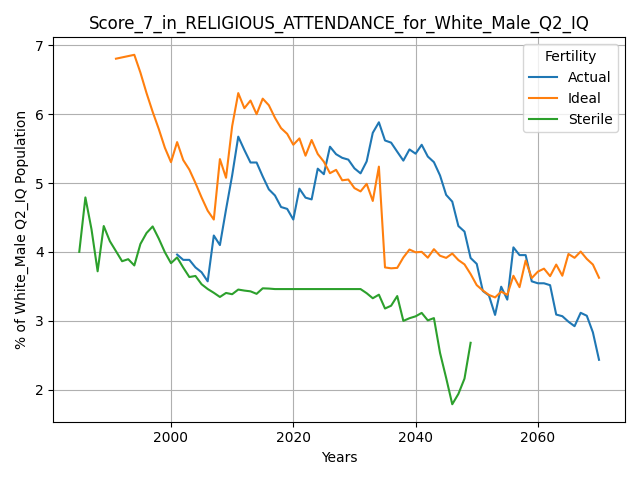 Score_7_in_RELIGIOUS_ATTENDANCE_for_White_Male_Q2_IQ
% of White_Male Q2_IQ Population
7
6
5
4
3
2
Fertility
Actual
Ideal
Sterile
2000 2020 2040 2060
Years